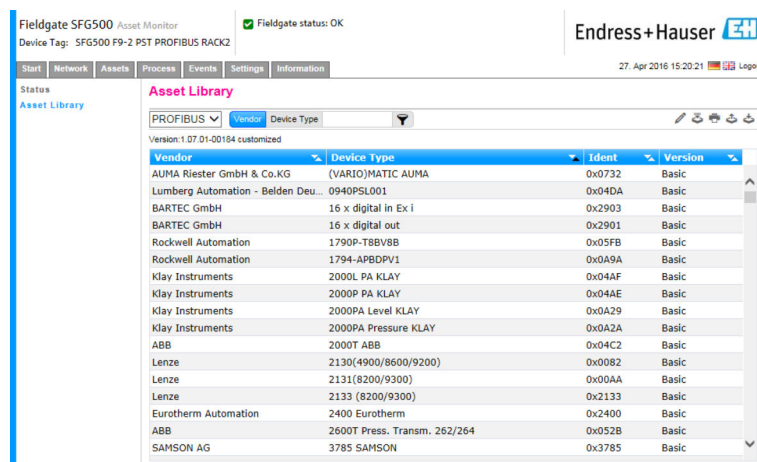 Fieldgate SFG500 Asset Monitor
Fieldgate status: OK
Device Tag: SFG500 F9-2 PST PROFIBUS RACK2
Endress+Hauser EH
Start Network Assets Process Events Settings Information
27. Apr 2016 15:20:21 Logo
Status
Asset Library
Asset Library
PROFIBUS Vendor Device Type
Version:1.07.01-00184 customized
Vendor Device Type Ident Version
AUMA Riester GmbH & Co.KG (VARIO)MATIC AUMA 0x0732 Basic
Lumberg Automation - Belden Deu... 0940PSL001 0x04DA Basic
BARTEC GmbH 16 x digital in Ex i 0x2903 Basic
BARTEC GmbH 16 x digital out 0x2901 Basic
Rockwell Automation 1790P-T8BV8B 0x05FB Basic
Rockwell Automation 1794-APBDPV1 0x0A9A Basic
Klay Instruments 2000L PA KLAY 0x04AF Basic
Klay Instruments 2000P PA KLAY 0x04AE Basic
Klay Instruments 2000PA Level KLAY 0x0A29 Basic
Klay Instruments 2000PA Pressure KLAY 0x0A2A Basic
ABB 2000T ABB 0x04C2 Basic
Lenze 2130(4900/8600/9200) 0x0082 Basic
Lenze 2131(8200/9300) 0x00AA Basic
Lenze 2133 (8200/9300) 0x2133 Basic
Eurotherm Automation 2400 Eurotherm 0x2400 Basic
ABB 2600T Press. Transm. 262/264 0x052B Basic
SAMSON AG 3785 SAMSON 0x3785 Basic